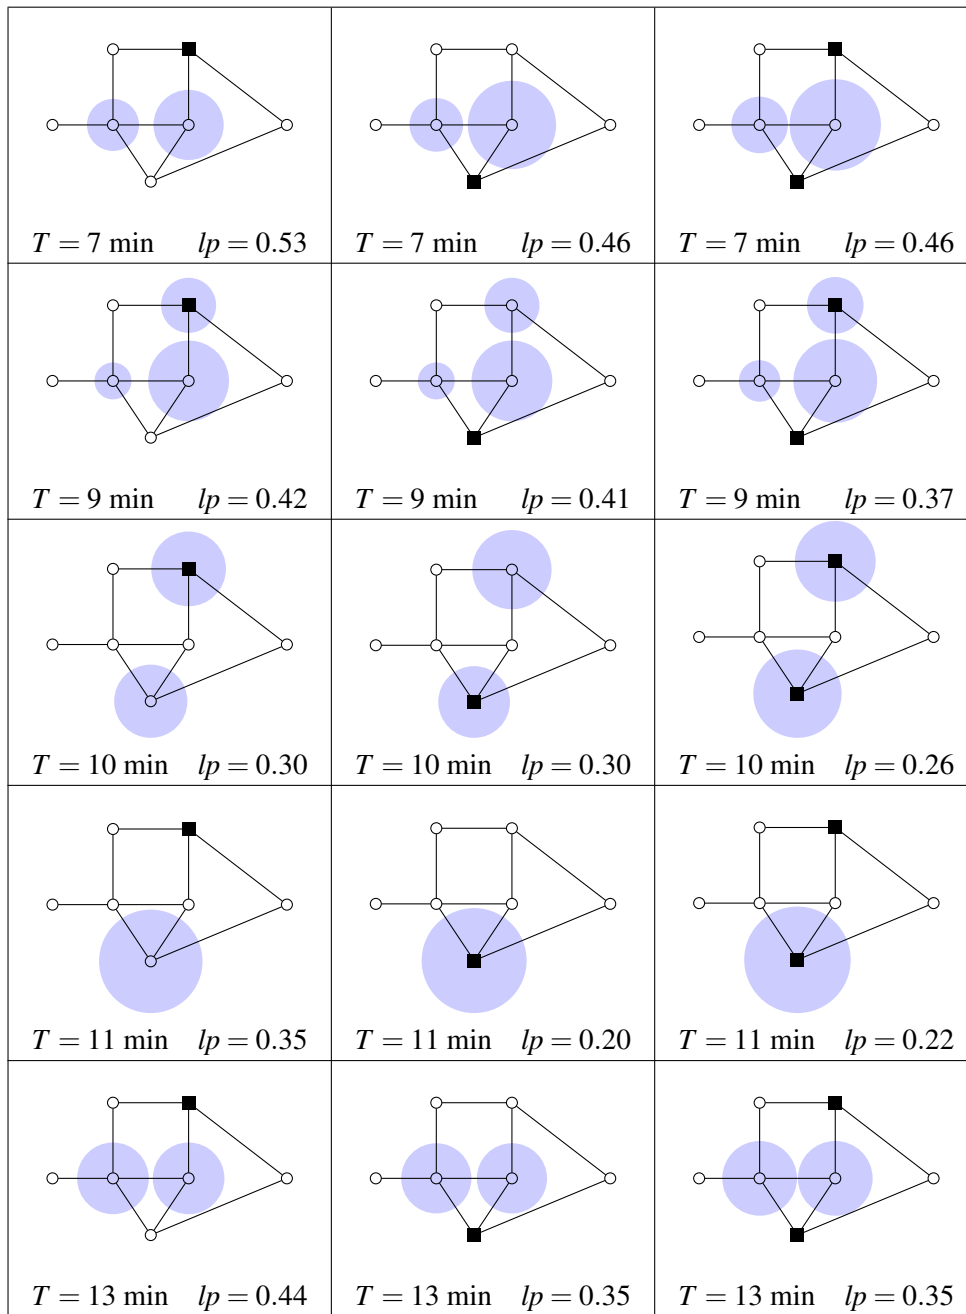 T = 7 min lp = 0.53 T = 7 min lp = 0.46 T = 7 min lp = 0.46
T = 9 min lp = 0.42 T = 9 min lp = 0.41 T = 9 min lp = 0.37
T = 10 min lp = 0.30 T = 10 min lp = 0.30 T = 10 min lp = 0.26
T = 11 min lp = 0.35 T = 11 min lp = 0.20 T = 11 min lp = 0.22
T = 13 min lp = 0.44 T = 13 min lp = 0.35 T = 13 min lp = 0.35